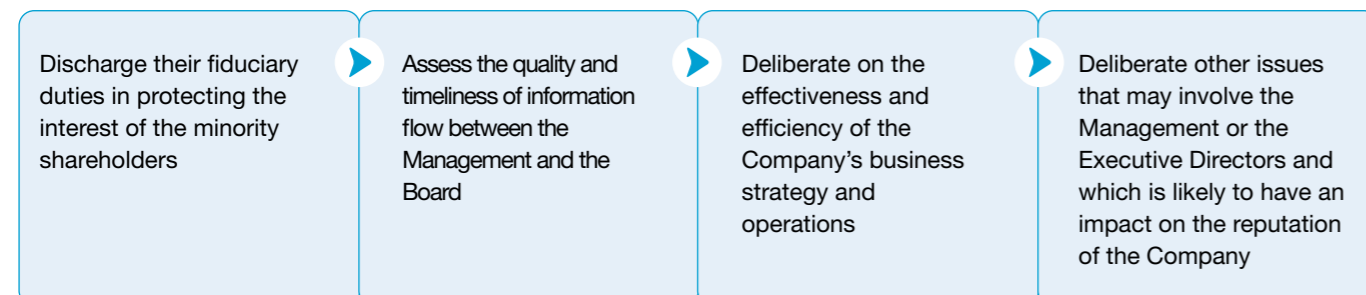 Discharge their fiduciary
duties in protecting the
interest of the minority
shareholders
Assess the quality and
timeliness of information
flow between the
Management and the
Board
Deliberate on the
effectiveness and
efficiency of the
Company’s business
strategy and
operations
Deliberate other issues
that may involve the
Management or the
Executive Directors and
which is likely to have an
impact on the reputation
of the Company